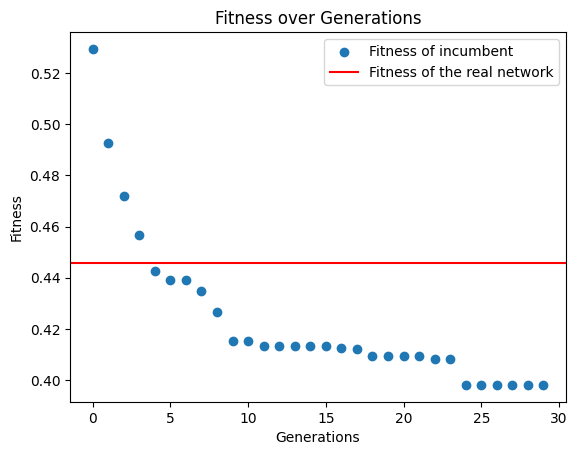 Fitness over Generations
Fitness of incumbent
Fitness of the real network
0.52
0.50
0.48
0.46
0.44
0.42
0.40
Fitness
0
5
10
15
20
25
30
Generations